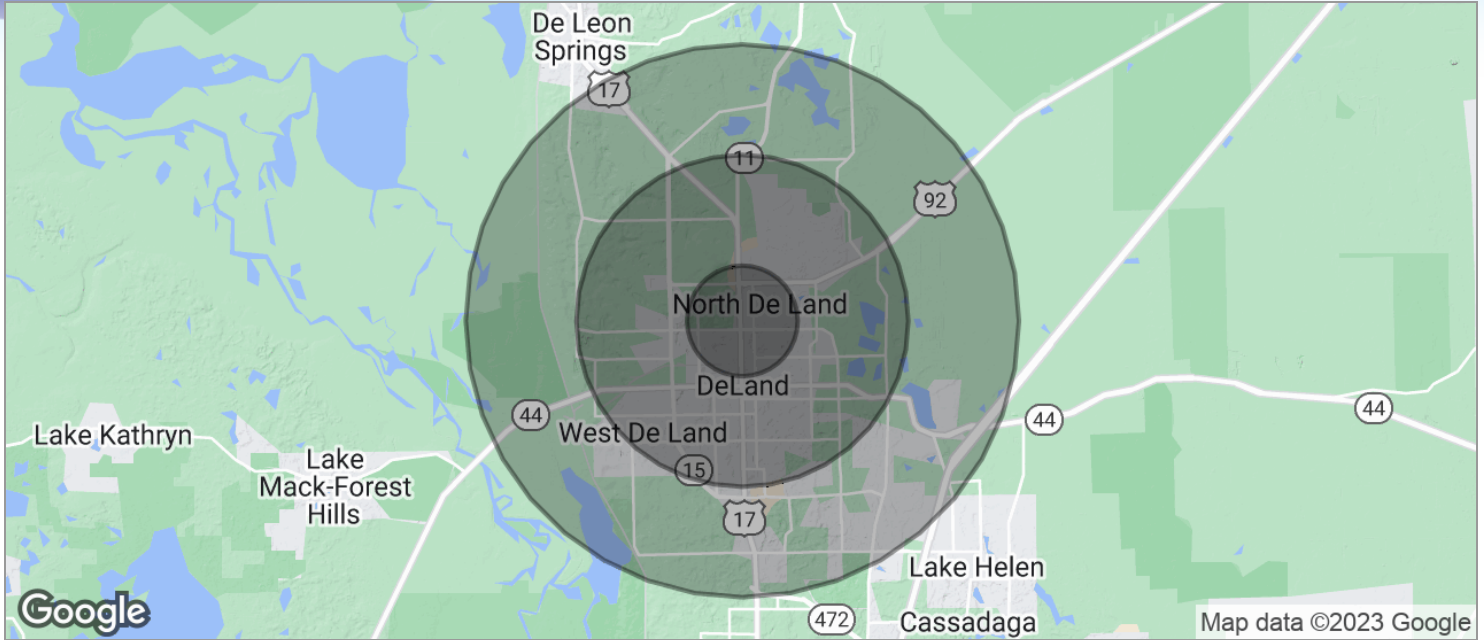 De Leon
Springs
17
11
92
North De Land
DeLand
44
44
44
West De Land
Lake Kathryn
Lake
Mack-Forest
Hills
15
17
Lake Helen
Cassadaga
472
Google
Map data ©2023 Google